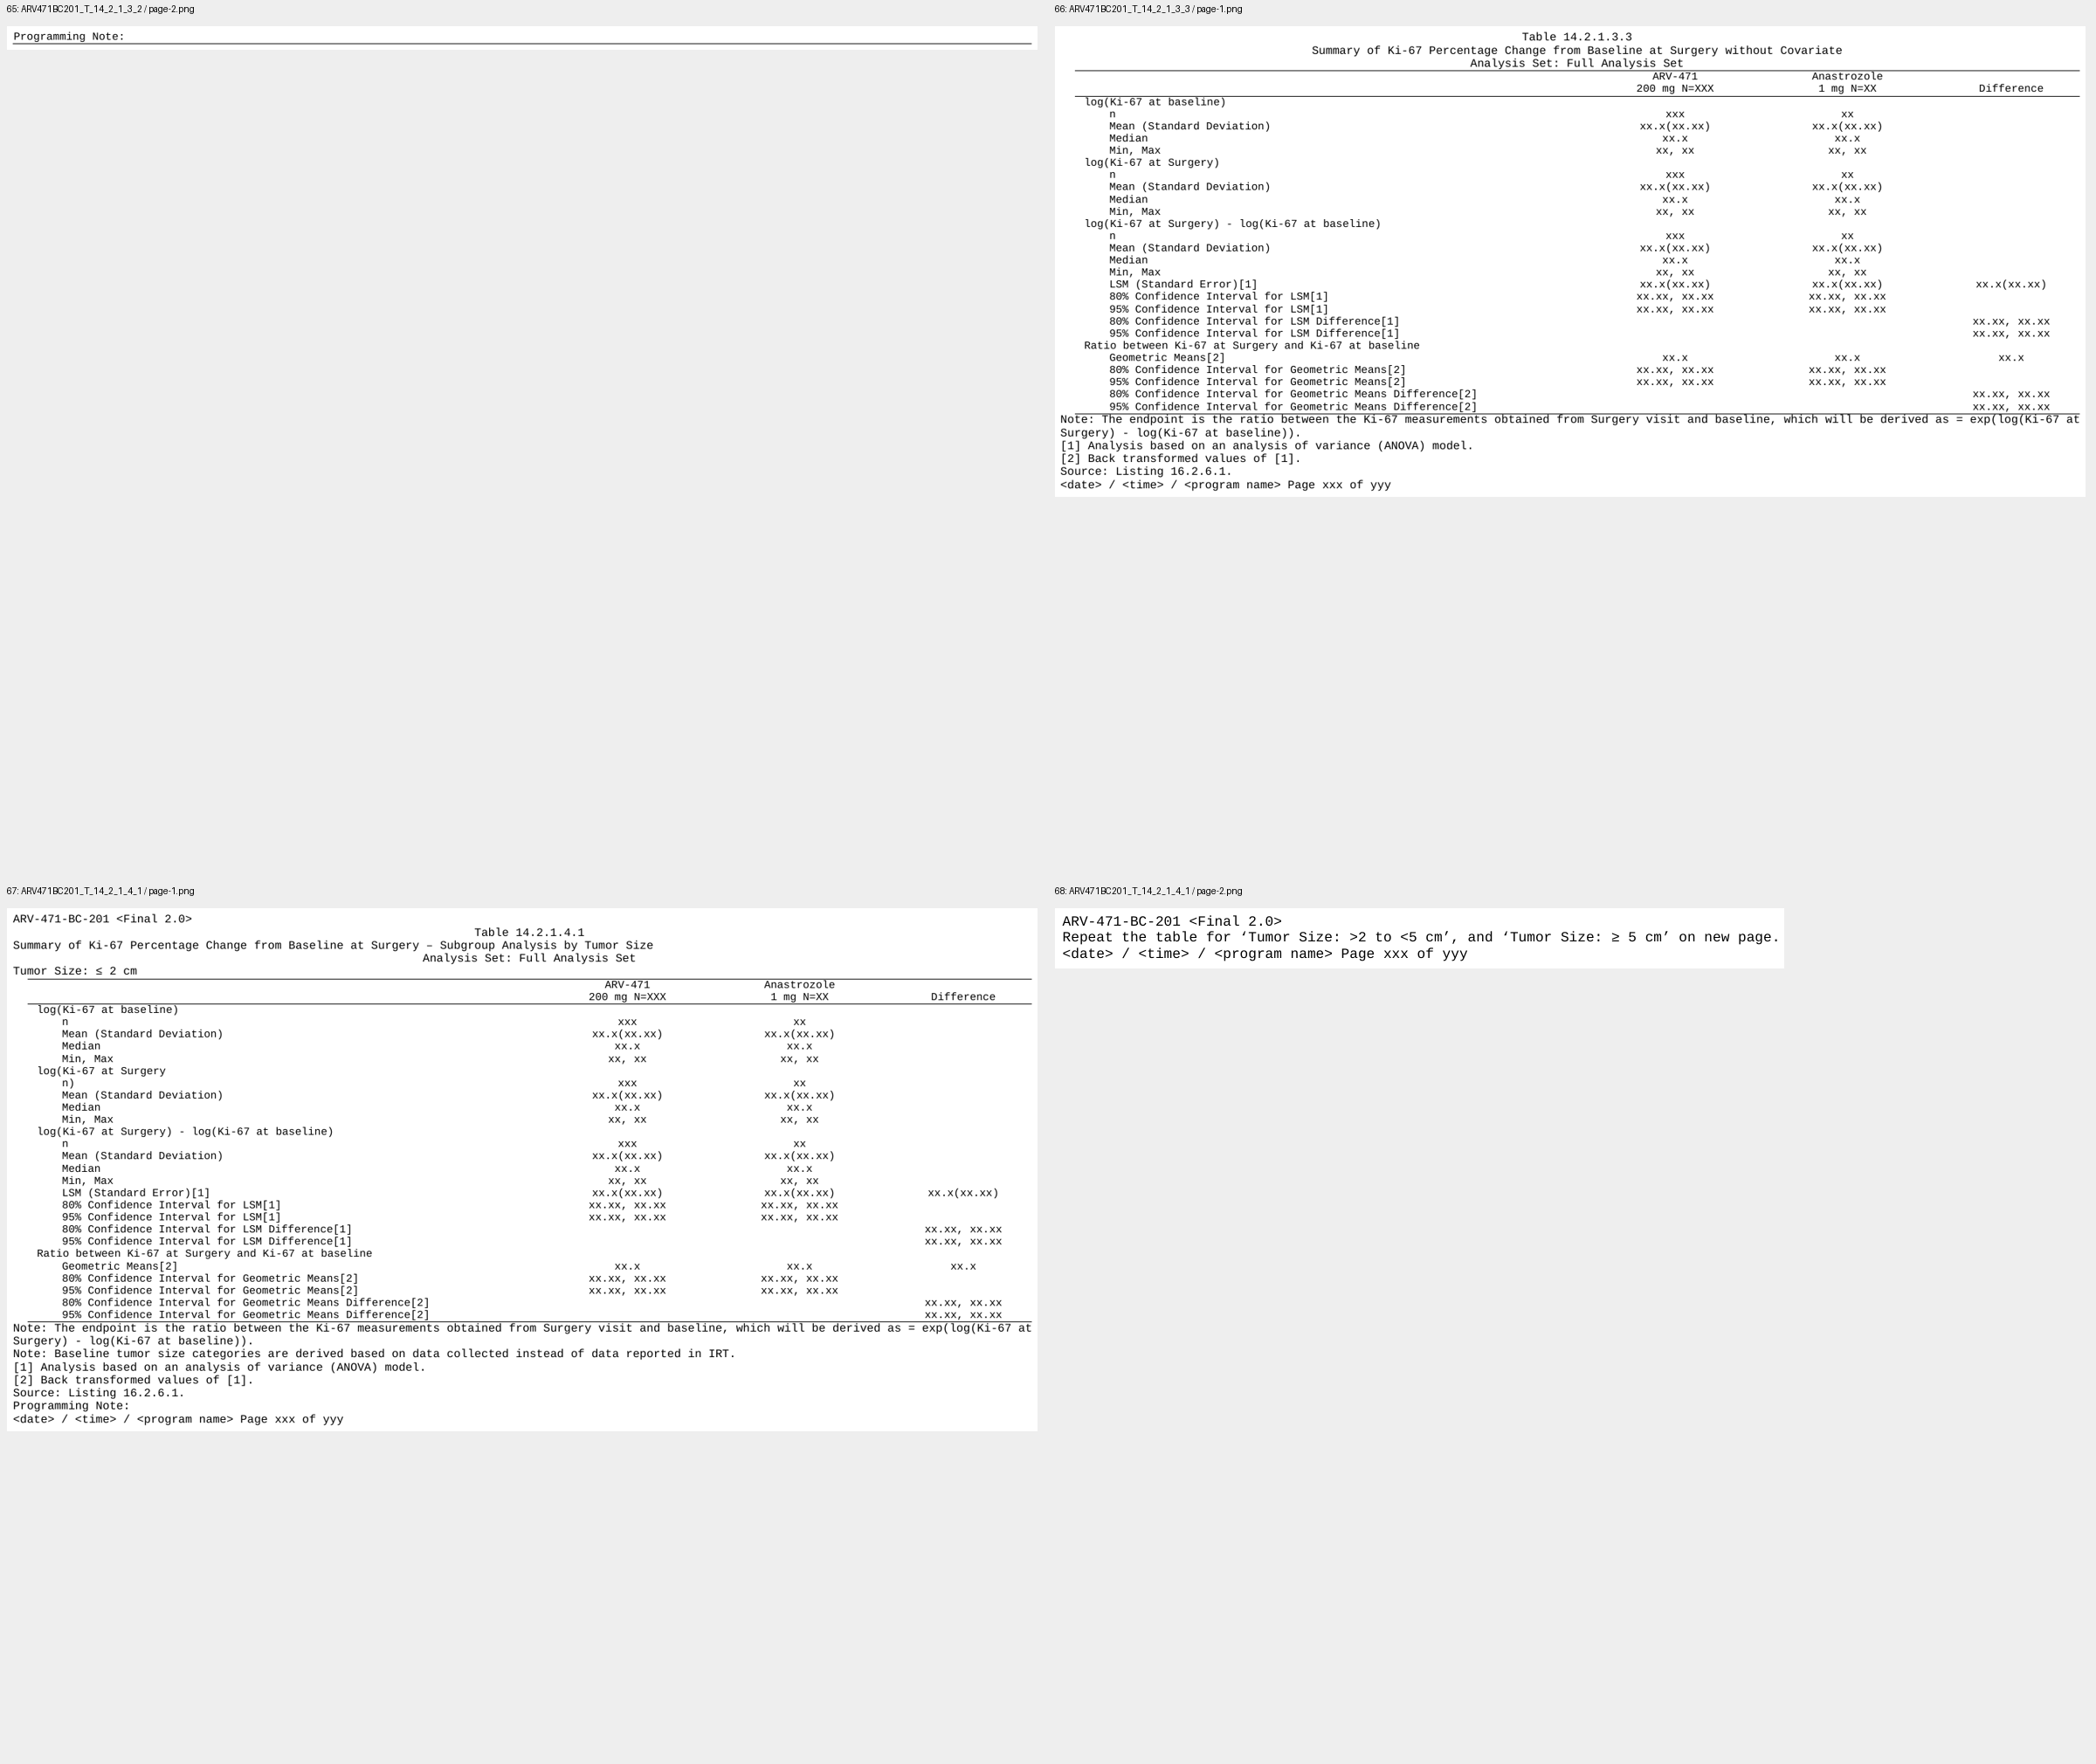 65: ARV471BC201_T_14_2_1_3_2 / page-2.png
Programming Note:
66: ARV471BC201_T_14_2_1_3_3 / page-1.png
Table 14.2.1.3.3
Summary of Ki-67 Percentage Change from Baseline at Surgery without Covariate
Analysis Set: Full Analysis Set
ARV-471 Anastrozole
200 mg N=XXX 1 mg N=XX Difference
log(Ki-67 at baseline)
n xxx xx
Mean (Standard Deviation) xx.x(xx.xx) xx.x(xx.xx)
Median xx.x xx.x
Min, Max xx, xx xx, xx
log(Ki-67 at Surgery)
n xxx xx
Mean (Standard Deviation) xx.x(xx.xx) xx.x(xx.xx)
Median xx.x xx.x
Min, Max xx, xx xx, xx
log(Ki-67 at Surgery) - log(Ki-67 at baseline)
n xxx xx
Mean (Standard Deviation) xx.x(xx.xx) xx.x(xx.xx)
Median xx.x xx.x
Min, Max xx, xx xx, xx
LSM (Standard Error)[1] xx.x(xx.xx) xx.x(xx.xx) xx.x(xx.xx)
80% Confidence Interval for LSM[1] xx.xx, xx.xx xx.xx, xx.xx
95% Confidence Interval for LSM[1] xx.xx, xx.xx xx.xx, xx.xx
80% Confidence Interval for LSM Difference[1] xx.xx, xx.xx
95% Confidence Interval for LSM Difference[1] xx.xx, xx.xx
Ratio between Ki-67 at Surgery and Ki-67 at baseline
Geometric Means[2] xx.x xx.x xx.x
80% Confidence Interval for Geometric Means[2] xx.xx, xx.xx xx.xx, xx.xx
95% Confidence Interval for Geometric Means[2] xx.xx, xx.xx xx.xx, xx.xx
80% Confidence Interval for Geometric Means Difference[2] xx.xx, xx.xx
95% Confidence Interval for Geometric Means Difference[2] xx.xx, xx.xx
Note: The endpoint is the ratio between the Ki-67 measurements obtained from Surgery visit and baseline, which will be derived as = exp(log(Ki-67 at
Surgery) - log(Ki-67 at baseline)).
[1] Analysis based on an analysis of variance (ANOVA) model.
[2] Back transformed values of [1].
Source: Listing 16.2.6.1.
<date> / <time> / <program name> Page xxx of yyy
67: ARV471BC201_T_14_2_1_4_1 / page-1.png
ARV-471-BC-201 <Final 2.0>
Table 14.2.1.4.1
Summary of Ki-67 Percentage Change from Baseline at Surgery – Subgroup Analysis by Tumor Size
Analysis Set: Full Analysis Set
Tumor Size: ≤ 2 cm
ARV-471 Anastrozole
200 mg N=XXX 1 mg N=XX Difference
log(Ki-67 at baseline)
n xxx xx
Mean (Standard Deviation) xx.x(xx.xx) xx.x(xx.xx)
Median xx.x xx.x
Min, Max xx, xx xx, xx
log(Ki-67 at Surgery
n) xxx xx
Mean (Standard Deviation) xx.x(xx.xx) xx.x(xx.xx)
Median xx.x xx.x
Min, Max xx, xx xx, xx
log(Ki-67 at Surgery) - log(Ki-67 at baseline)
n xxx xx
Mean (Standard Deviation) xx.x(xx.xx) xx.x(xx.xx)
Median xx.x xx.x
Min, Max xx, xx xx, xx
LSM (Standard Error)[1] xx.x(xx.xx) xx.x(xx.xx) xx.x(xx.xx)
80% Confidence Interval for LSM[1] xx.xx, xx.xx xx.xx, xx.xx
95% Confidence Interval for LSM[1] xx.xx, xx.xx xx.xx, xx.xx
80% Confidence Interval for LSM Difference[1] xx.xx, xx.xx
95% Confidence Interval for LSM Difference[1] xx.xx, xx.xx
Ratio between Ki-67 at Surgery and Ki-67 at baseline
Geometric Means[2] xx.x xx.x xx.x
80% Confidence Interval for Geometric Means[2] xx.xx, xx.xx xx.xx, xx.xx
95% Confidence Interval for Geometric Means[2] xx.xx, xx.xx xx.xx, xx.xx
80% Confidence Interval for Geometric Means Difference[2] xx.xx, xx.xx
95% Confidence Interval for Geometric Means Difference[2] xx.xx, xx.xx
Note: The endpoint is the ratio between the Ki-67 measurements obtained from Surgery visit and baseline, which will be derived as = exp(log(Ki-67 at
Surgery) - log(Ki-67 at baseline)).
Note: Baseline tumor size categories are derived based on data collected instead of data reported in IRT.
[1] Analysis based on an analysis of variance (ANOVA) model.
[2] Back transformed values of [1].
Source: Listing 16.2.6.1.
Programming Note:
<date> / <time> / <program name> Page xxx of yyy
68: ARV471BC201_T_14_2_1_4_1 / page-2.png
ARV-471-BC-201 <Final 2.0>
Repeat the table for ‘Tumor Size: >2 to <5 cm’, and ‘Tumor Size: ≥ 5 cm’ on new page.
<date> / <time> / <program name> Page xxx of yyy